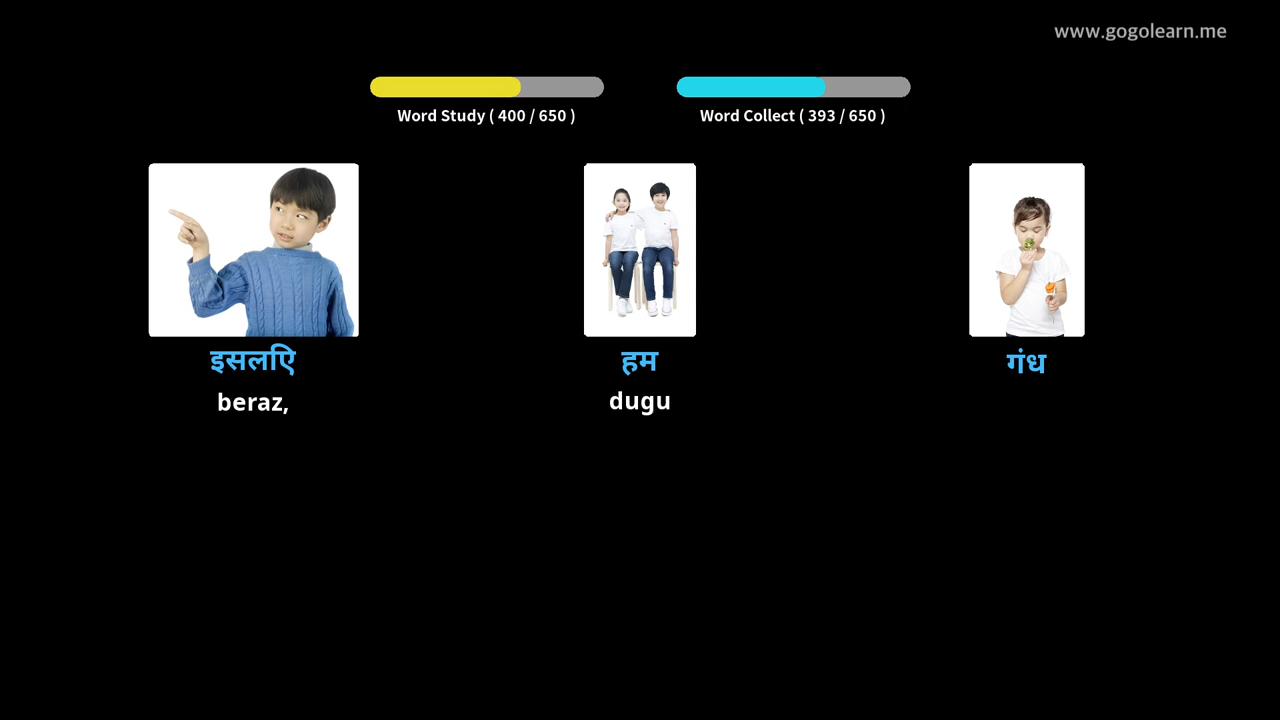 www.gogolearn.me
Word Study ( 400 / 650 )
Word Collect ( 393 / 650 )
इसलिए
हम
गंध
beraz,
dugu